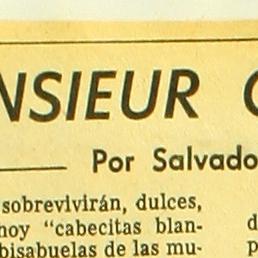 NSIEUR
Por Salvado
sobrevivirán, dulces,
hoy "cabecitas blan-
bisabuelas de las mu-